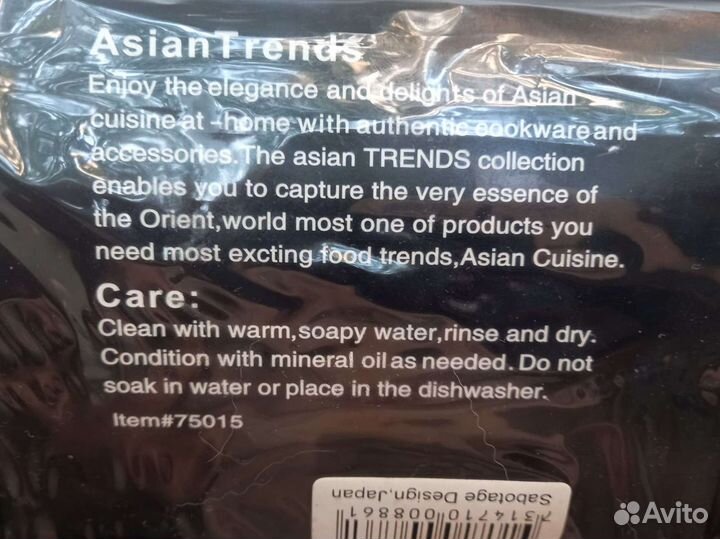 AsianTrends
Enjoy the elegance and delights of Asian
cuisine at -home with authentic cookware and
accessories.The asian TRENDS collection
enables you to capture the very essence of
the Orient,world most one of products you
need most excting food trends,Asian Cuisine.
Care:
Clean with warm,soapy water,rinse and dry.
Condition with mineral oil as needed. Do not
soak in water or place in the dishwasher.
Item#75015
Sabotage Design,Japan
7 314710 008861
Avito